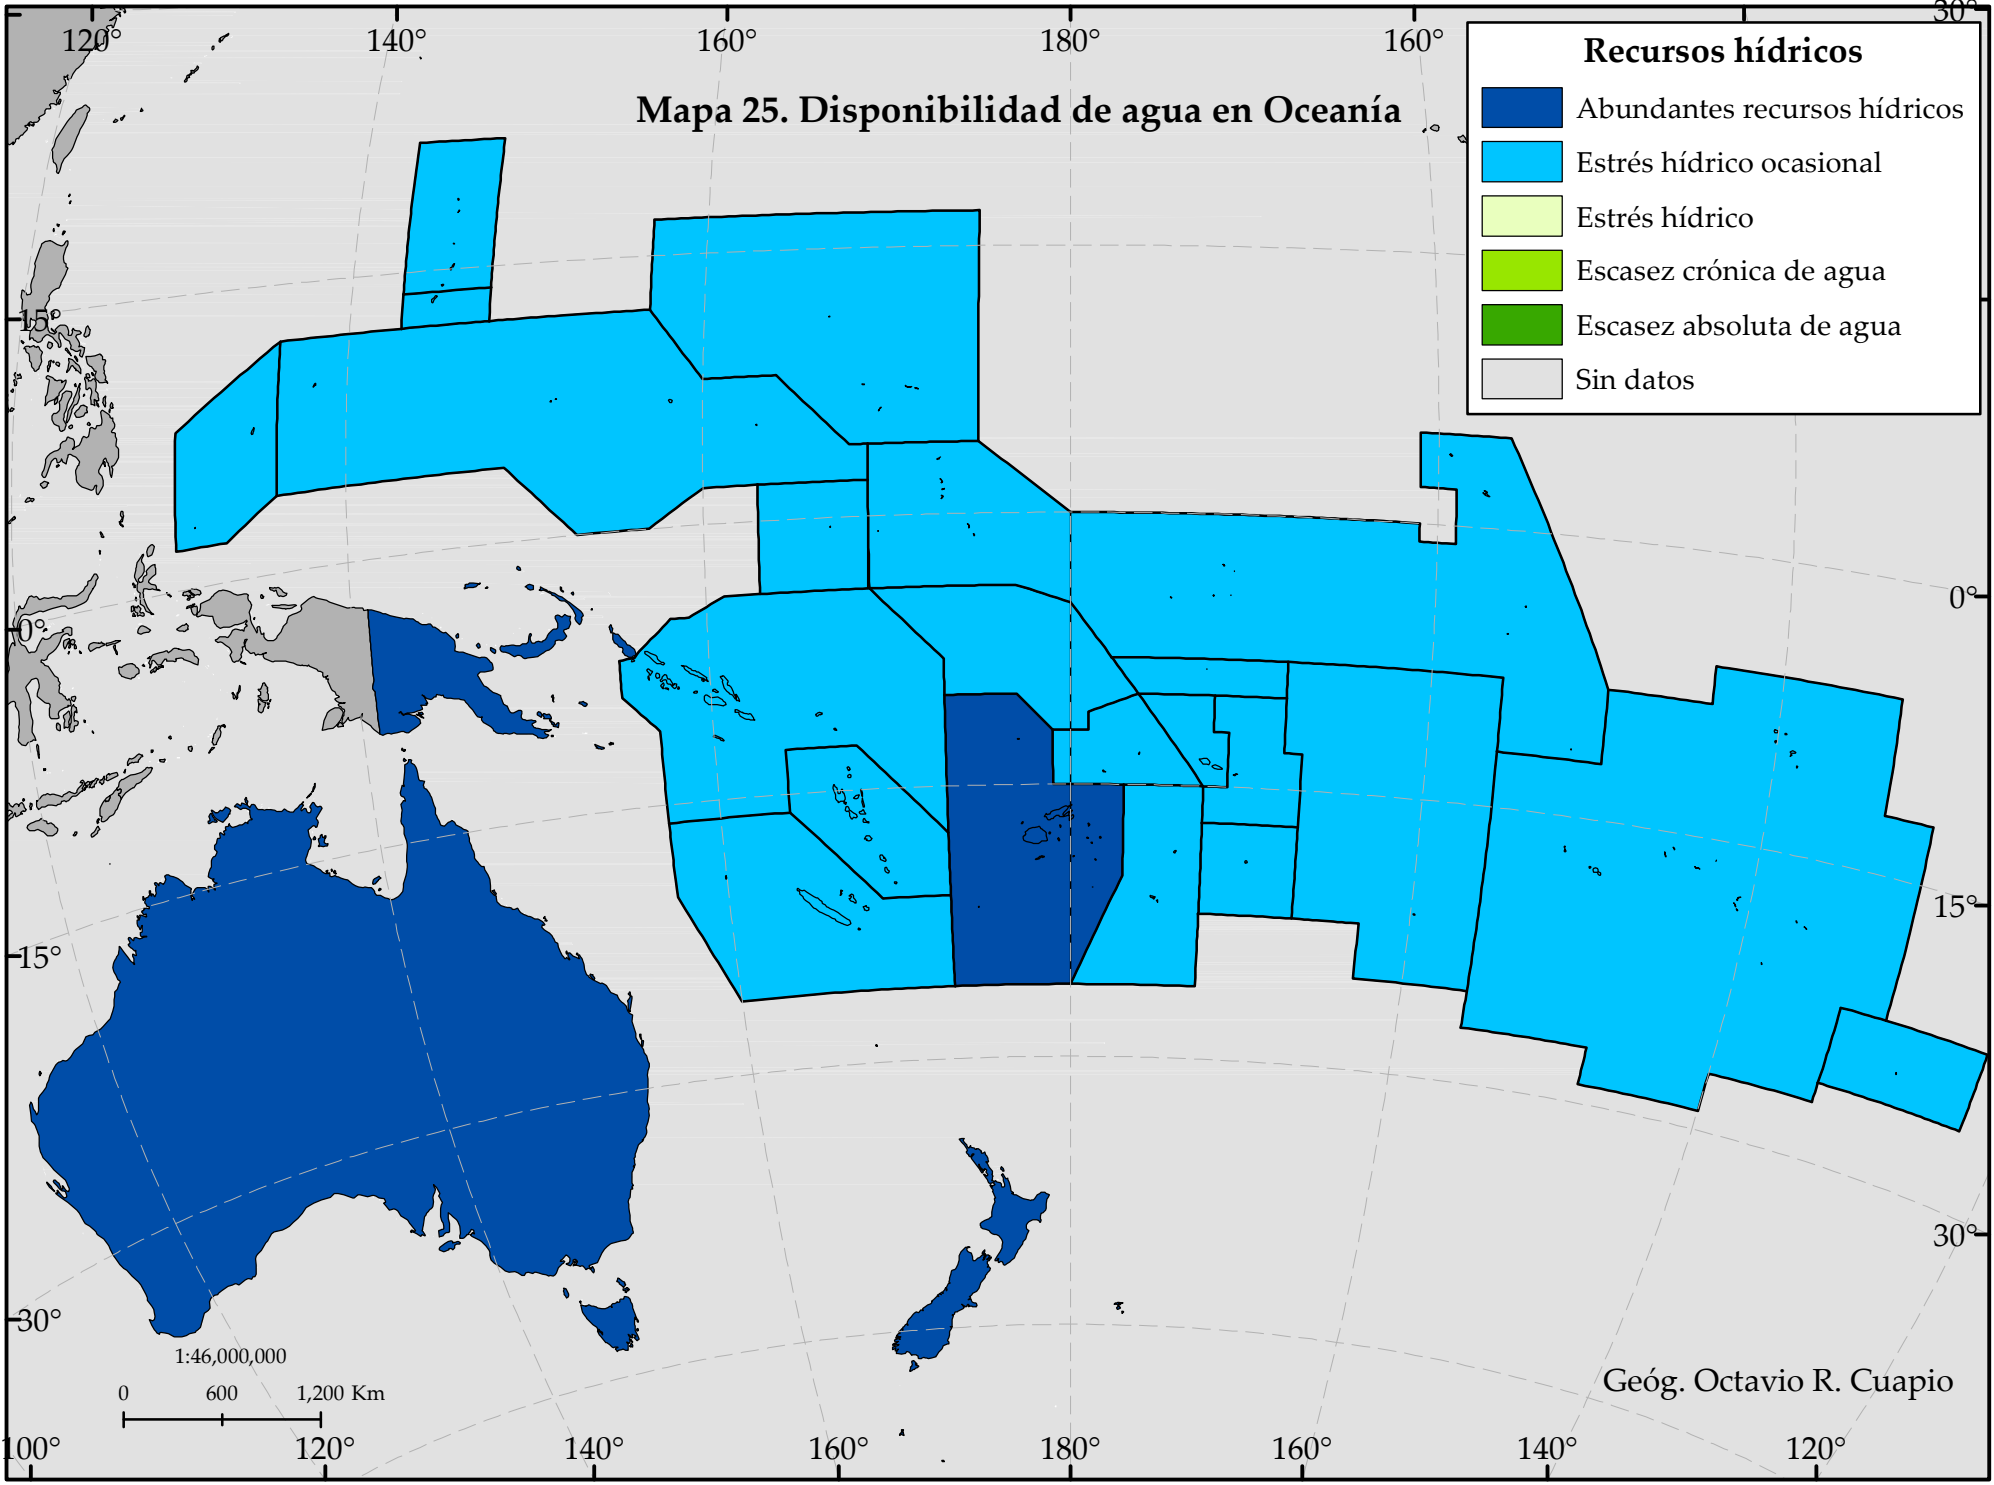 120°
140°
160°
180°
160°
30°
Mapa 25. Disponibilidad de agua en Oceanía
Recursos hídricos
Abundantes recursos hídricos
Estrés hídrico ocasional
Estrés hídrico
Escasez crónica de agua
Escasez absoluta de agua
Sin datos
15°
0°
0°
15°
15°
30°
30°
1:46,000,000
0 600 1,200 Km
Geóg. Octavio R. Cuapio
100°
120°
140°
160°
180°
160°
140°
120°